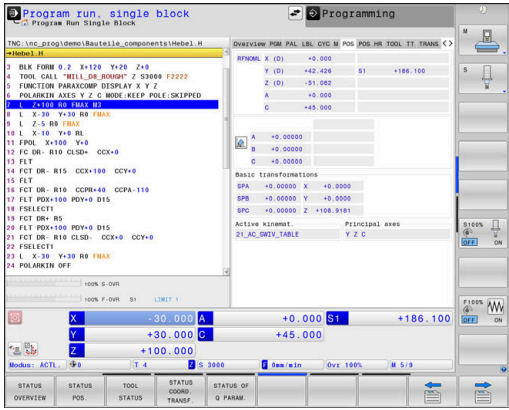 Program run, single block
Program Run Single Block
Programming
TNC:\nc_prog\demo\Bauteile_components\Hebel.H
→Hebel.H
3 BLK FORM 0.2 X+120 Y+20 Z+0
4 TOOL CALL "MILL_D8_ROUGH" Z S3000 F2222
5 FUNCTION PARAXCOMP DISPLAY X Y Z
6 POLARKIN AXES Y Z C MODE:KEEP POLE:SKIPPED
7 L Z+100 R0 FMAX M3
8 L X-30 Y+30 R0 FMAX
9 L Z-5 R0 FMAX
10 L X-10 Y+0 RL
11 FPOL X+100 Y+0
12 FC DR- R10 CLSD+ CCX+0
13 FLT
14 FCT DR- R15 CCX+100 CCY+0
15 FLT
16 FCT DR- R10 CCPR+40 CCPA-110
17 FLT PDX+100 PDY+0 D15
18 FSELECT1
19 FCT DR+ R5
20 FLT PDX+100 PDY+0 D15
21 FCT DR- R10 CLSD- CCX+0 CCY+0
22 FSELECT1
23 L X-30 Y+30 R0 FMAX
24 POLARKIN OFF
100% S-OVR
100% F-OVR S1 LIMIT 1
Overview PGM PAL LBL CYC M POS POS HR TOOL TT TRANS
RFNOML X (D) +0.000
Y (D) +42.426 S1 +186.100
Z (D) -51.082
A +0.000
C +45.000
A +0.00000
B +0.00000
C +0.00000
Basic transformations
SPA +0.00000 X +0.0000
SPB +0.00000 Y +0.0000
SPC +0.00000 Z +108.9181
Active kinemat. Principal axes
21_AC_SWIV_TABLE Y Z C
M
S
S100%
OFF ON
F100%
OFF ON
X -30.000 A +0.000 S1 +186.100
Y +30.000 C +45.000
Z +100.000
Modus: ACTL. 0 T 4 Z S 3000 F 0mm/min Ovr 100% M 5/9
STATUS OVERVIEW
STATUS POS.
TOOL STATUS
STATUS COORD. TRANSF.
STATUS OF Q PARAM.